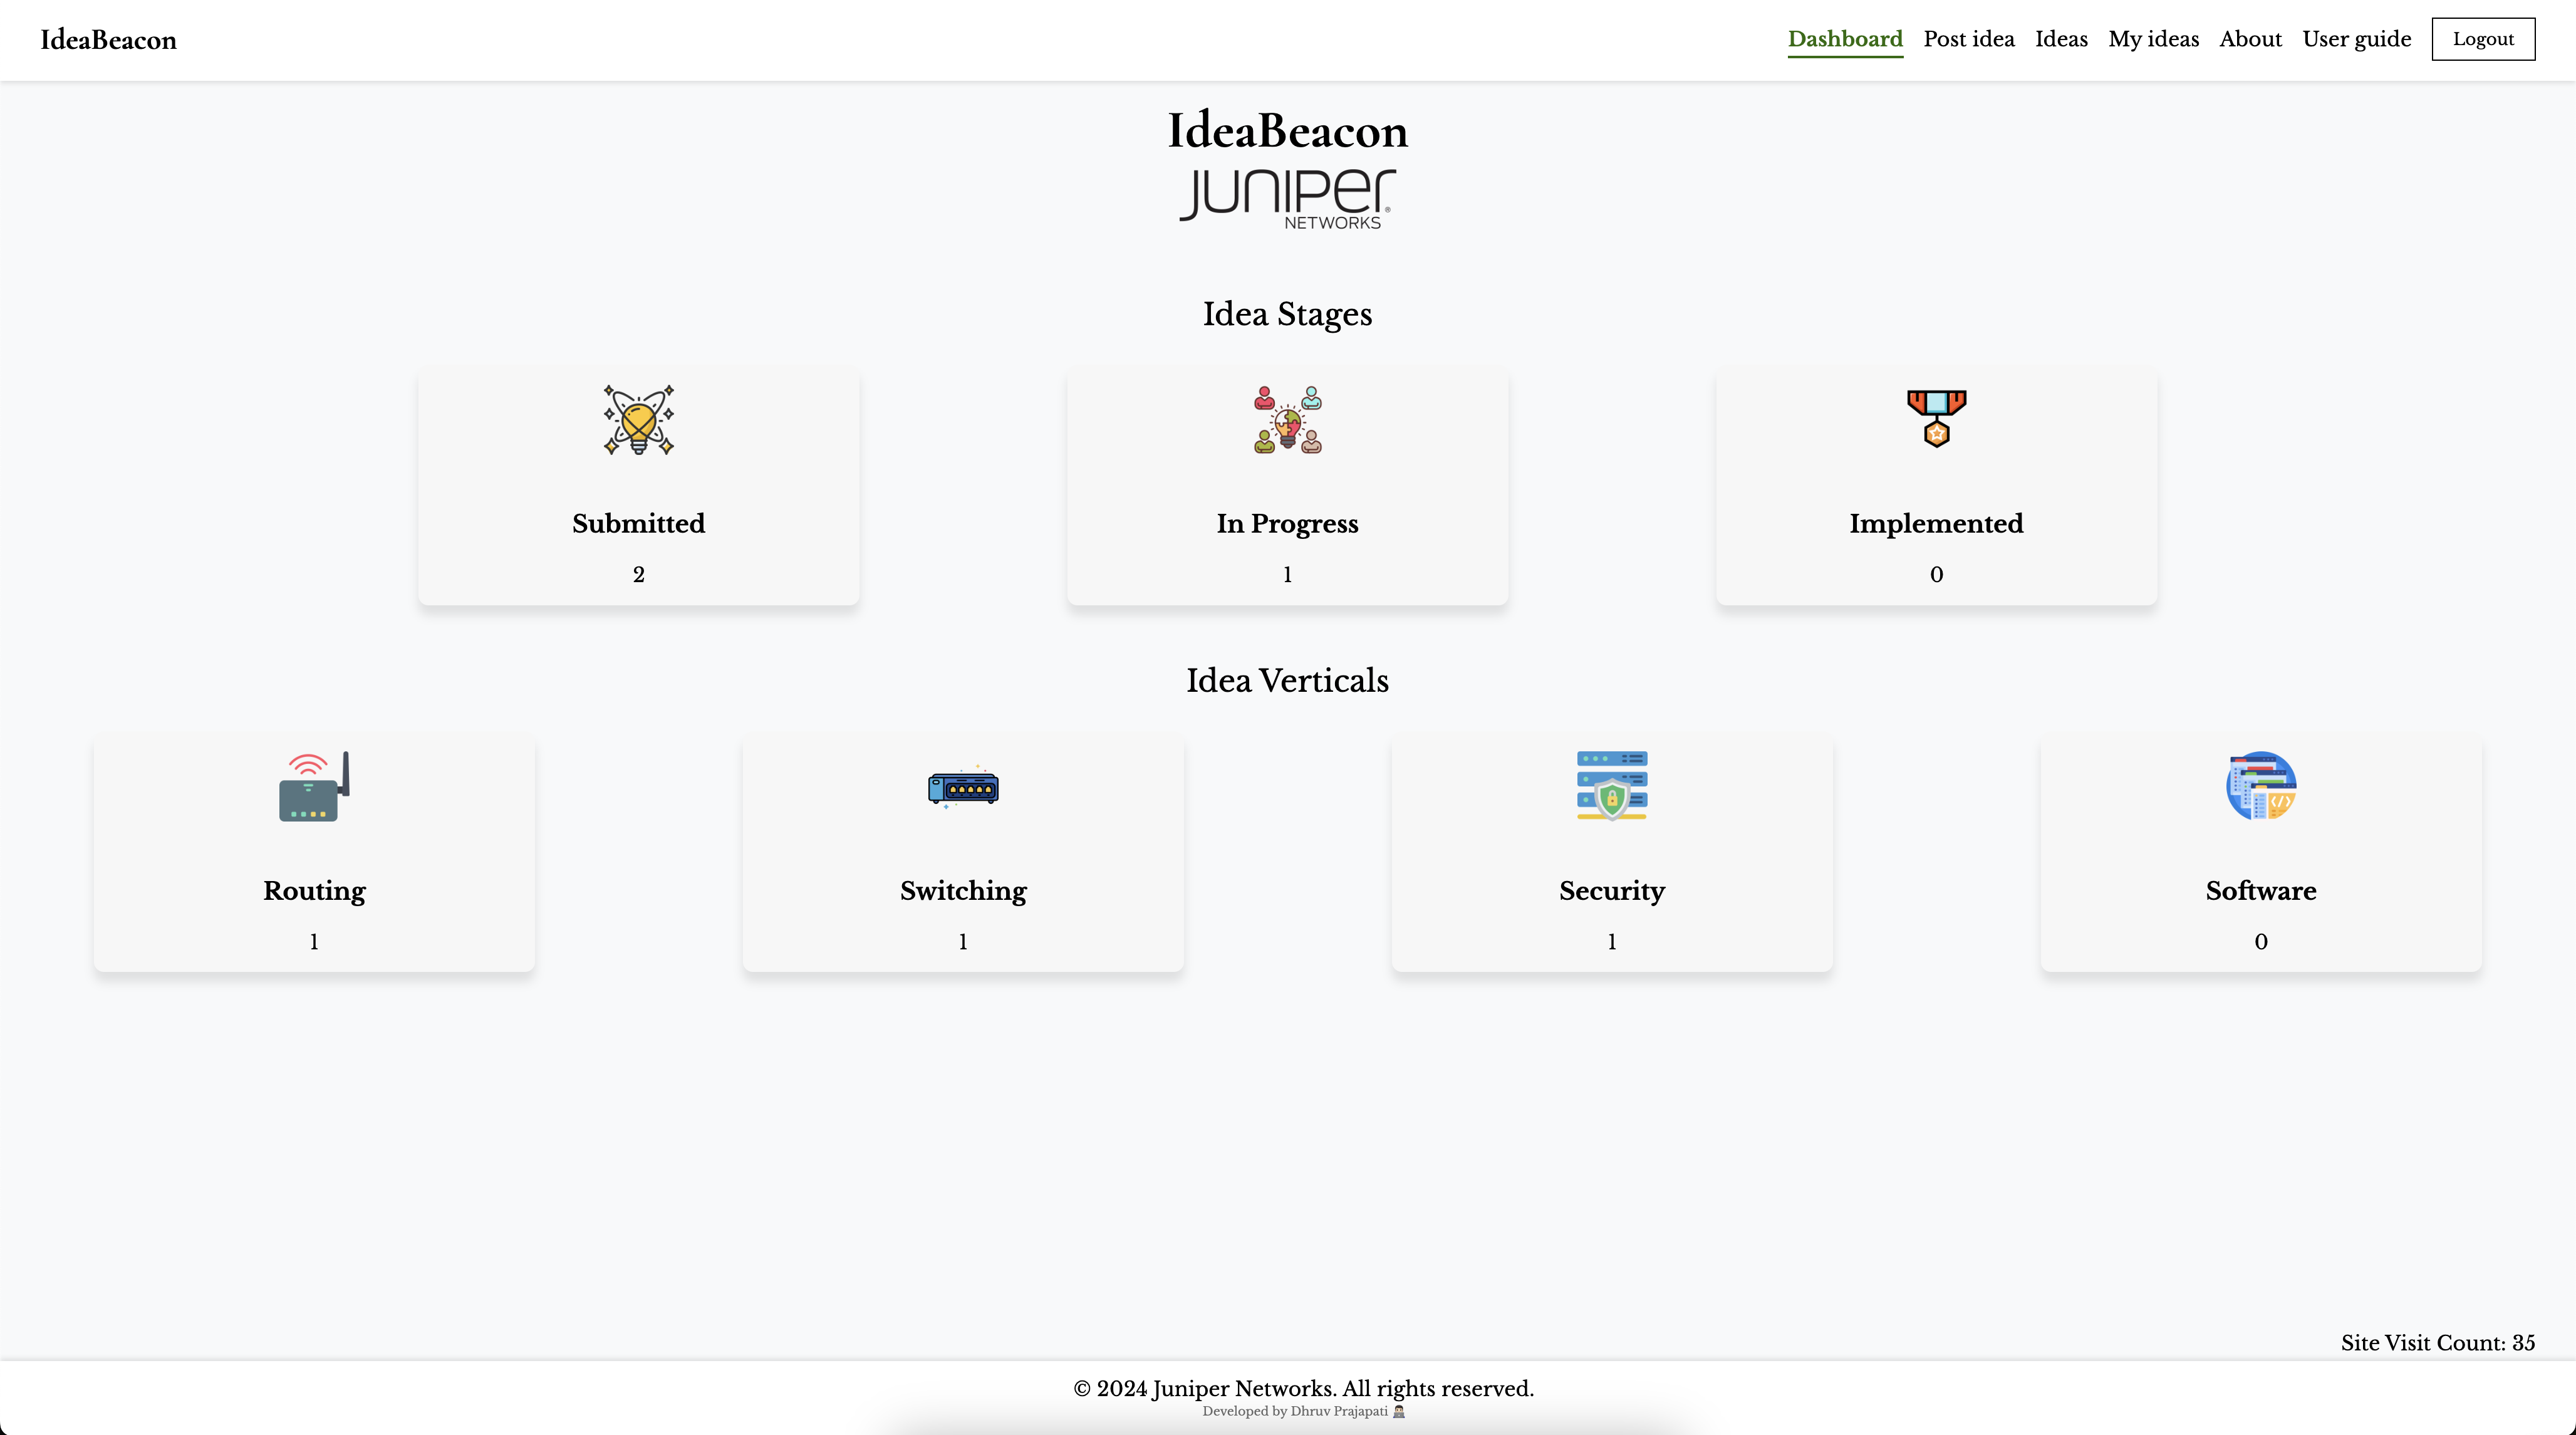 IdeaBeacon
Dashboard Post idea Ideas My ideas About User guide Logout
IdeaBeacon
JUNIPer®
NETWORKS
Idea Stages
Submitted In Progress Implemented
2 1 0
Idea Verticals
Routing Switching Security Software
1 1 1 0
Site Visit Count: 35
© 2024 Juniper Networks. All rights reserved.
Developed by Dhruv Prajapati 👨🏻‍💻